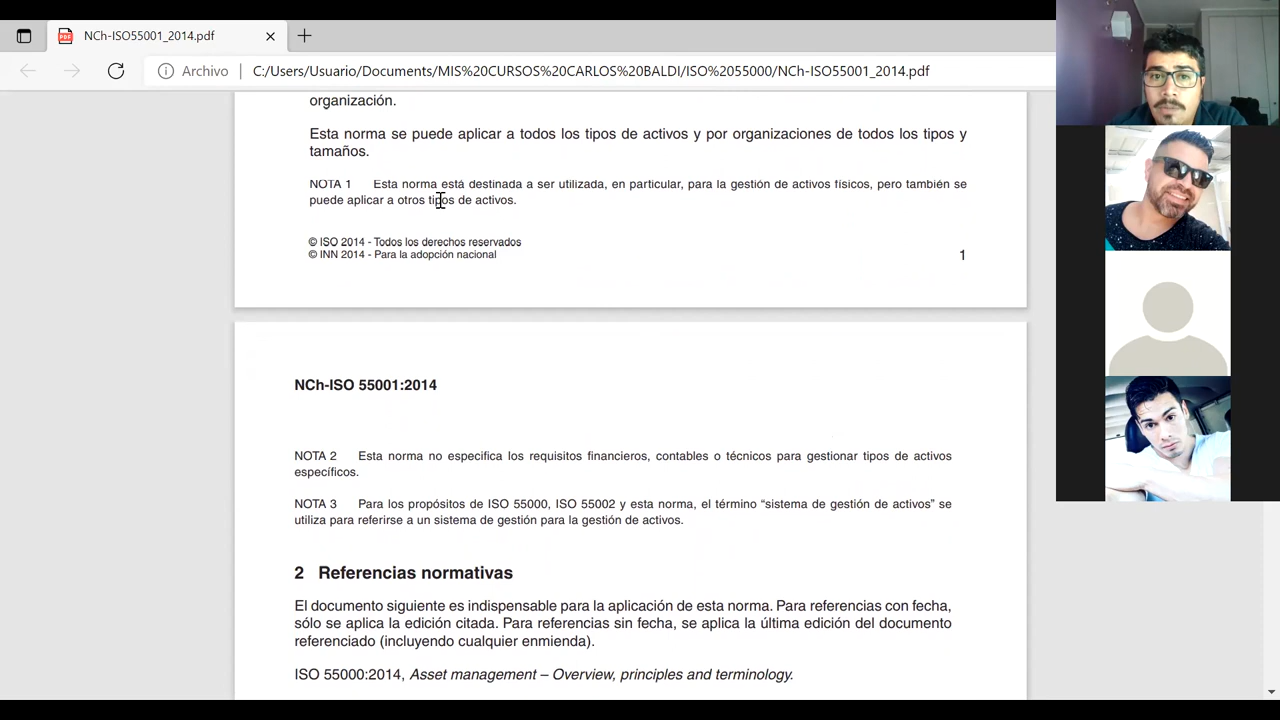 NCh-ISO55001_2014.pdf
Archivo
C:/Users/Usuario/Documents/MIS%20CURSOS%20CARLOS%20BALDI/ISO%2055000/NCh-ISO55001_2014.pdf
organización.
Esta norma se puede aplicar a todos los tipos de activos y por organizaciones de todos los tipos y
tamaños.
NOTA 1 Esta norma está destinada a ser utilizada, en particular, para la gestión de activos físicos, pero también se
puede aplicar a otros tipos de activos.
© ISO 2014 - Todos los derechos reservados
© INN 2014 - Para la adopción nacional
1
NCh-ISO 55001:2014
NOTA 2 Esta norma no especifica los requisitos financieros, contables o técnicos para gestionar tipos de activos
específicos.
NOTA 3 Para los propósitos de ISO 55000, ISO 55002 y esta norma, el término “sistema de gestión de activos” se
utiliza para referirse a un sistema de gestión para la gestión de activos.
2 Referencias normativas
El documento siguiente es indispensable para la aplicación de esta norma. Para referencias con fecha,
sólo se aplica la edición citada. Para referencias sin fecha, se aplica la última edición del documento
referenciado (incluyendo cualquier enmienda).
ISO 55000:2014, Asset management – Overview, principles and terminology.